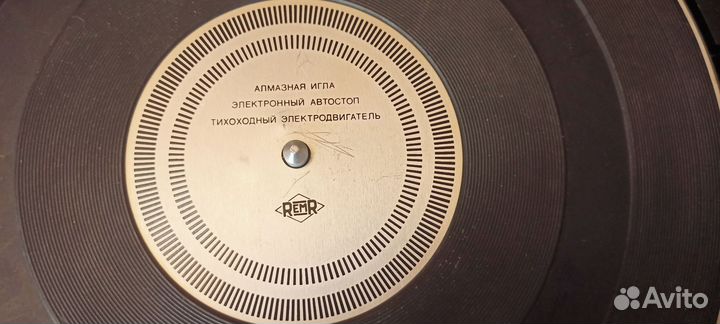 АЛМАЗНАЯ ИГЛА
ЭЛЕКТРОННЫЙ АВТОСТОП
ТИХОХОДНЫЙ ЭЛЕКТРОДВИГАТЕЛЬ
REMR
Avito